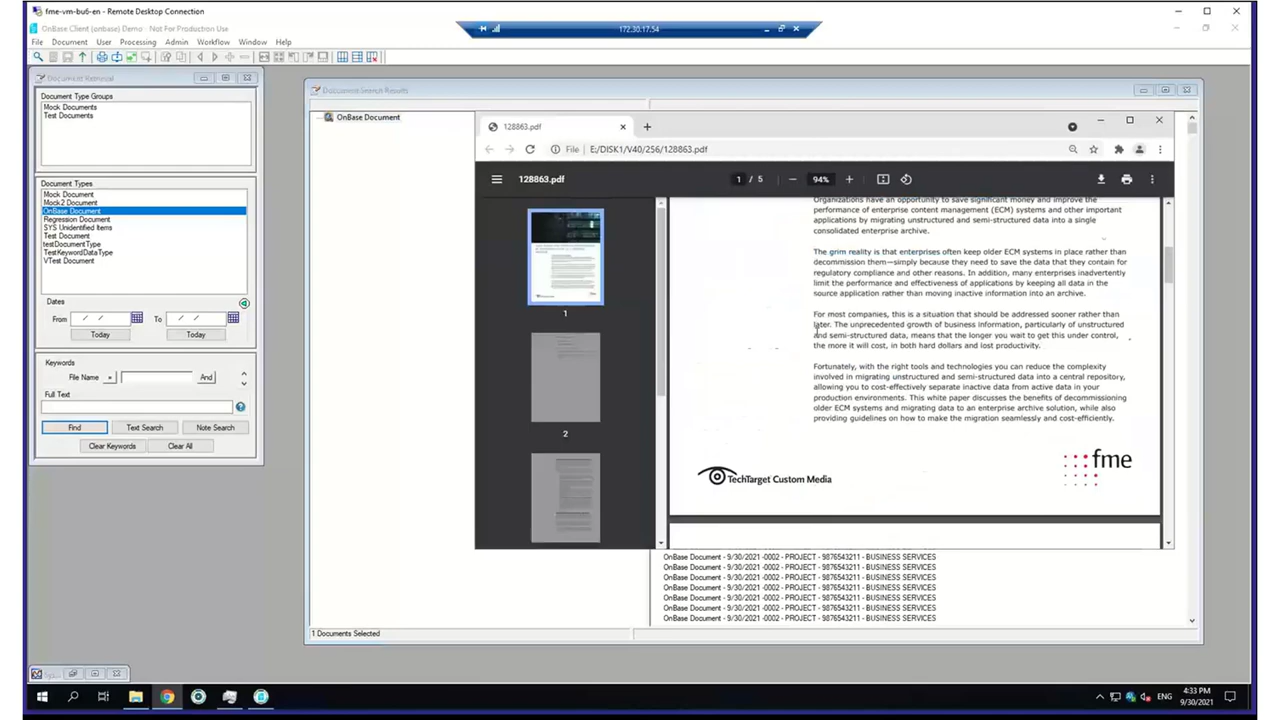 fme-vm-bu6-en - Remote Desktop Connection
172.30.17.54
OnBase Client (onbase) Demo - Not For Production Use
File Document User Processing Admin Workflow Window Help
Document Retrieval
Document Type Groups
Mock Documents
Test Documents
Document Types
Mock Document
Mock2 Document
OnBase Document
Regression Document
SYS Unidentified Items
Test Document
testDocumentType
TestKeywordDataType
VTest Document
Dates
From / / To / /
Today Today
Keywords
File Name = And
Full Text
Find Text Search Note Search
Clear Keywords Clear All
Document Search Results
OnBase Document
128863.pdf
File E:/DISK1/V40/256/128863.pdf
128863.pdf 1 / 5 94%
1
2
Organizations have an opportunity to save significant money and improve the
performance of enterprise content management (ECM) systems and other important
applications by migrating unstructured and semi-structured data into a single
consolidated enterprise archive.
The grim reality is that enterprises often keep older ECM systems in place rather than
decommission them—simply because they need to save the data that they contain for
regulatory compliance and other reasons. In addition, many enterprises inadvertently
limit the performance and effectiveness of applications by keeping all data in the
source application rather than moving inactive information into an archive.
For most companies, this is a situation that should be addressed sooner rather than
later. The unprecedented growth of business information, particularly of unstructured
and semi-structured data, means that the longer you wait to get this under control,
the more it will cost, in both hard dollars and lost productivity.
Fortunately, with the right tools and technologies you can reduce the complexity
involved in migrating unstructured and semi-structured data into a central repository,
allowing you to cost-effectively separate inactive data from active data in your
production environments. This white paper discusses the benefits of decommissioning
older ECM systems and migrating data to an enterprise archive solution, while also
providing guidelines on how to make the migration seamlessly and cost-efficiently.
TechTarget Custom Media
fme
OnBase Document - 9/30/2021 -0002 - PROJECT - 9876543211 - BUSINESS SERVICES
OnBase Document - 9/30/2021 -0002 - PROJECT - 9876543211 - BUSINESS SERVICES
OnBase Document - 9/30/2021 -0002 - PROJECT - 9876543211 - BUSINESS SERVICES
OnBase Document - 9/30/2021 -0002 - PROJECT - 9876543211 - BUSINESS SERVICES
OnBase Document - 9/30/2021 -0002 - PROJECT - 9876543211 - BUSINESS SERVICES
OnBase Document - 9/30/2021 -0002 - PROJECT - 9876543211 - BUSINESS SERVICES
OnBase Document - 9/30/2021 -0002 - PROJECT - 9876543211 - BUSINESS SERVICES
1 Documents Selected
ENG
4:33 PM
9/30/2021